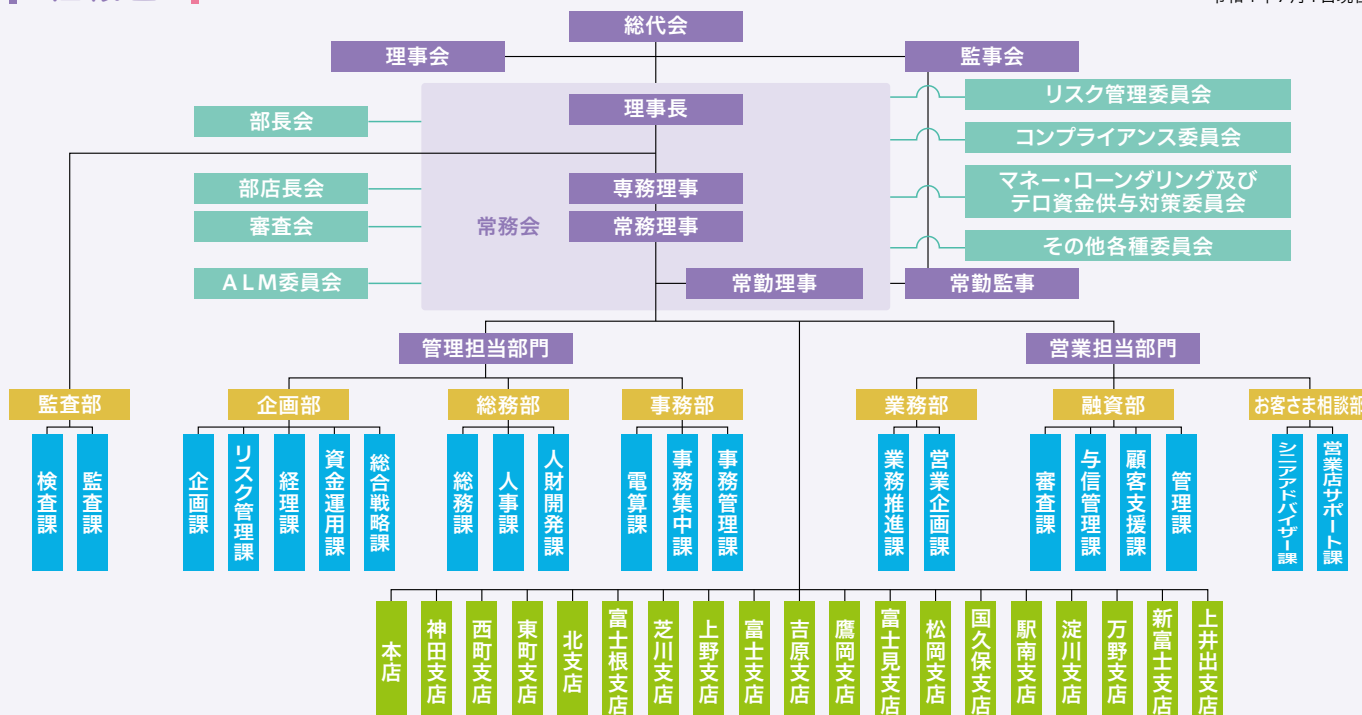 総代会
理事会
監事会
理事長
部長会
リスク管理委員会
コンプライアンス委員会
部店長会
専務理事
マネー・ローンダリング及び
テロ資金供与対策委員会
審査会
常務会
常務理事
その他各種委員会
ALM委員会
常勤理事
常勤監事
管理担当部門
営業担当部門
監査部
企画部
総務部
事務部
業務部
融資部
お客さま相談部
検査課
監査課
企画課
リスク管理課
経理課
資金運用課
総合戦略課
総務課
人事課
人財開発課
電算課
事務集中課
事務管理課
業務推進課
営業企画課
審査課
与信管理課
顧客支援課
管理課
シニアアドバイザー課
営業店サポート課
本店
神田支店
西町支店
東町支店
北支店
富士根支店
芝川支店
上野支店
富士支店
吉原支店
鷹岡支店
富士見支店
松岡支店
国久保支店
駅南支店
淀川支店
万野支店
新富士支店
上井出支店